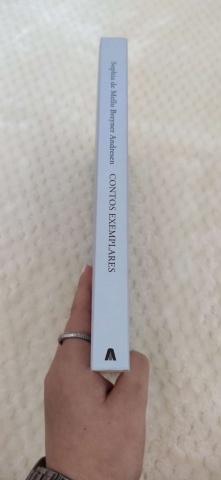 Sophia de Mello Breyner Andresen CONTOS EXEMPLARES